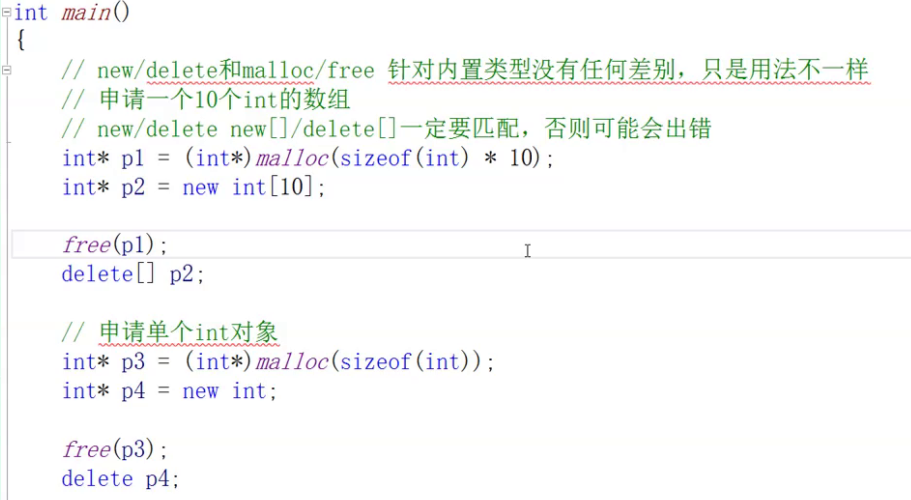 int main()
{
// new/delete和malloc/free 针对内置类型没有任何差别，只是用法不一样
// 申请一个10个int的数组
// new/delete new[]/delete[]一定要匹配，否则可能会出错
int* p1 = (int*)malloc(sizeof(int) * 10);
int* p2 = new int[10];
free(p1);
delete[] p2;
// 申请单个int对象
int* p3 = (int*)malloc(sizeof(int));
int* p4 = new int;
free(p3);
delete p4;